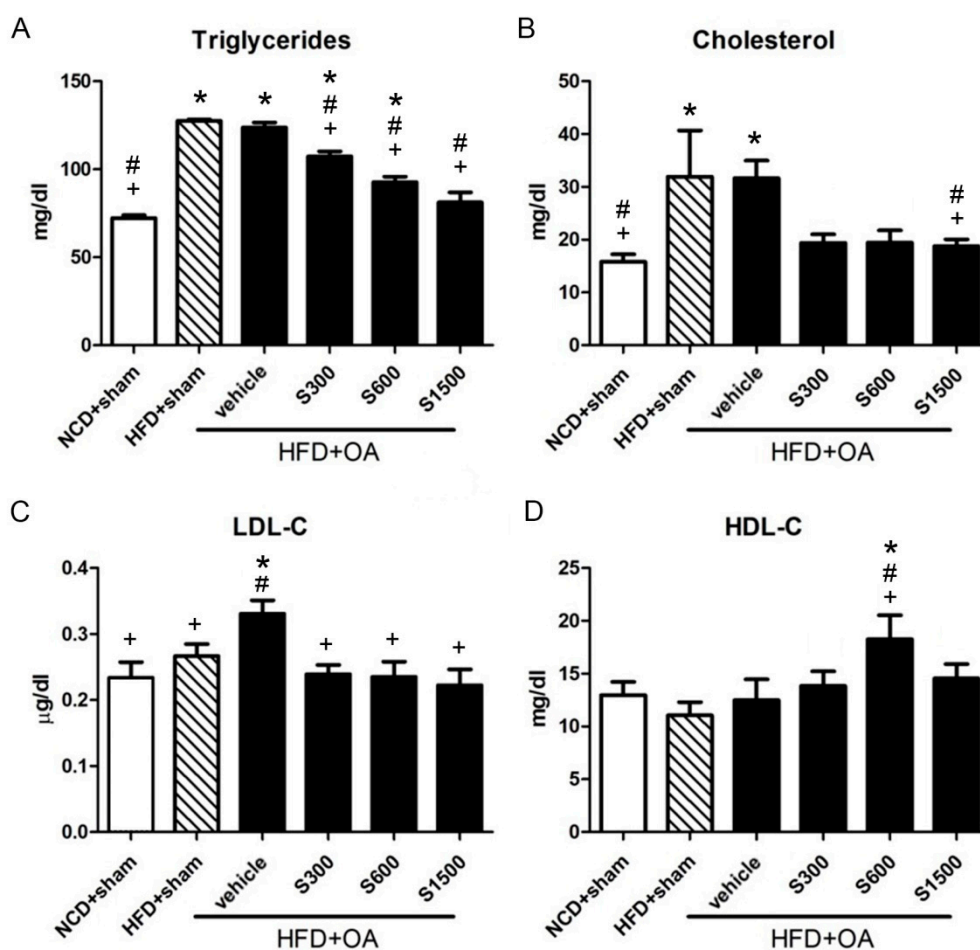 A
Triglycerides
mg/dl
150
100
50
0
#
+
*
*
*
#
+
*
#
+
#
+
NCD+sham
HFD+sham
vehicle
S300
S600
S1500
HFD+OA
B
Cholesterol
mg/dl
50
40
30
20
10
0
#
+
*
*
#
+
NCD+sham
HFD+sham
vehicle
S300
S600
S1500
HFD+OA
C
LDL-C
µg/dl
0.4
0.3
0.2
0.1
0.0
+
+
*
#
+
+
+
NCD+sham
HFD+sham
vehicle
S300
S600
S1500
HFD+OA
D
HDL-C
mg/dl
25
20
15
10
5
0
*
#
+
NCD+sham
HFD+sham
vehicle
S300
S600
S1500
HFD+OA